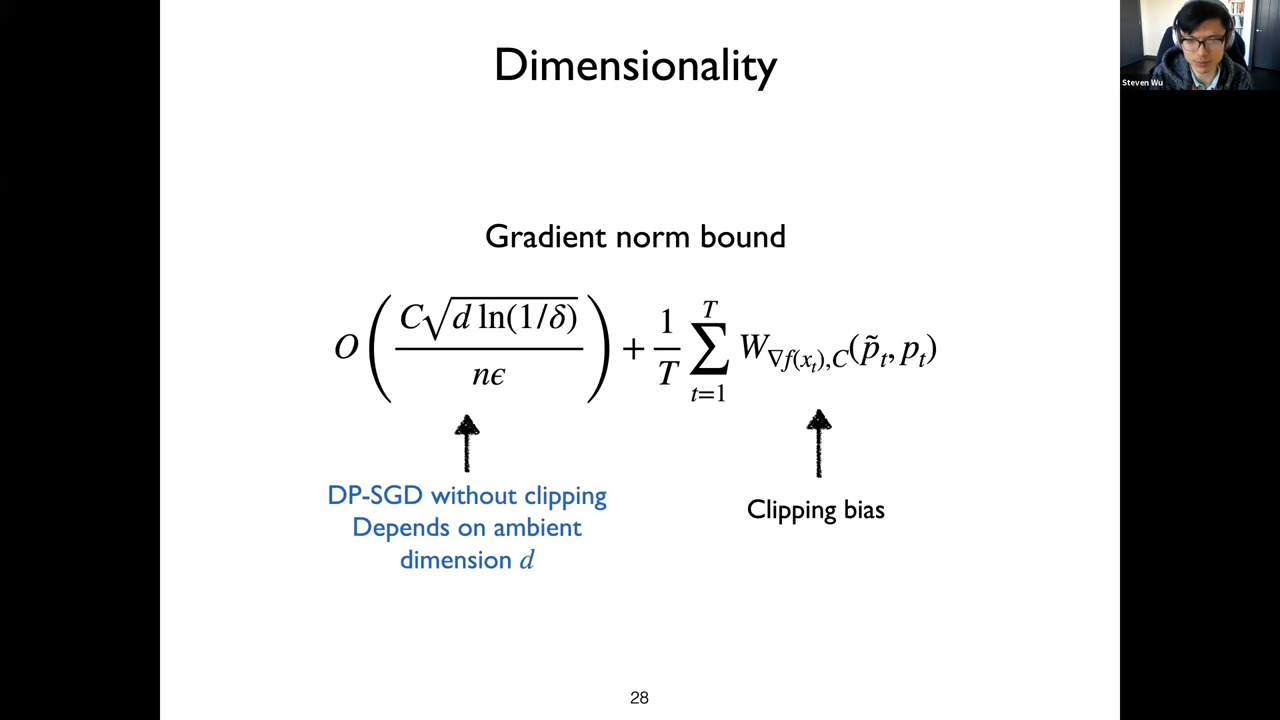 Dimensionality
Steven Wu
Gradient norm bound
O ( C√(d ln(1/δ)) / nϵ ) + 1/T ∑_{t=1}^{T} W_{∇f(x_t),C}(p̃_t, p_t)
DP-SGD without clipping
Depends on ambient
dimension d
Clipping bias
28